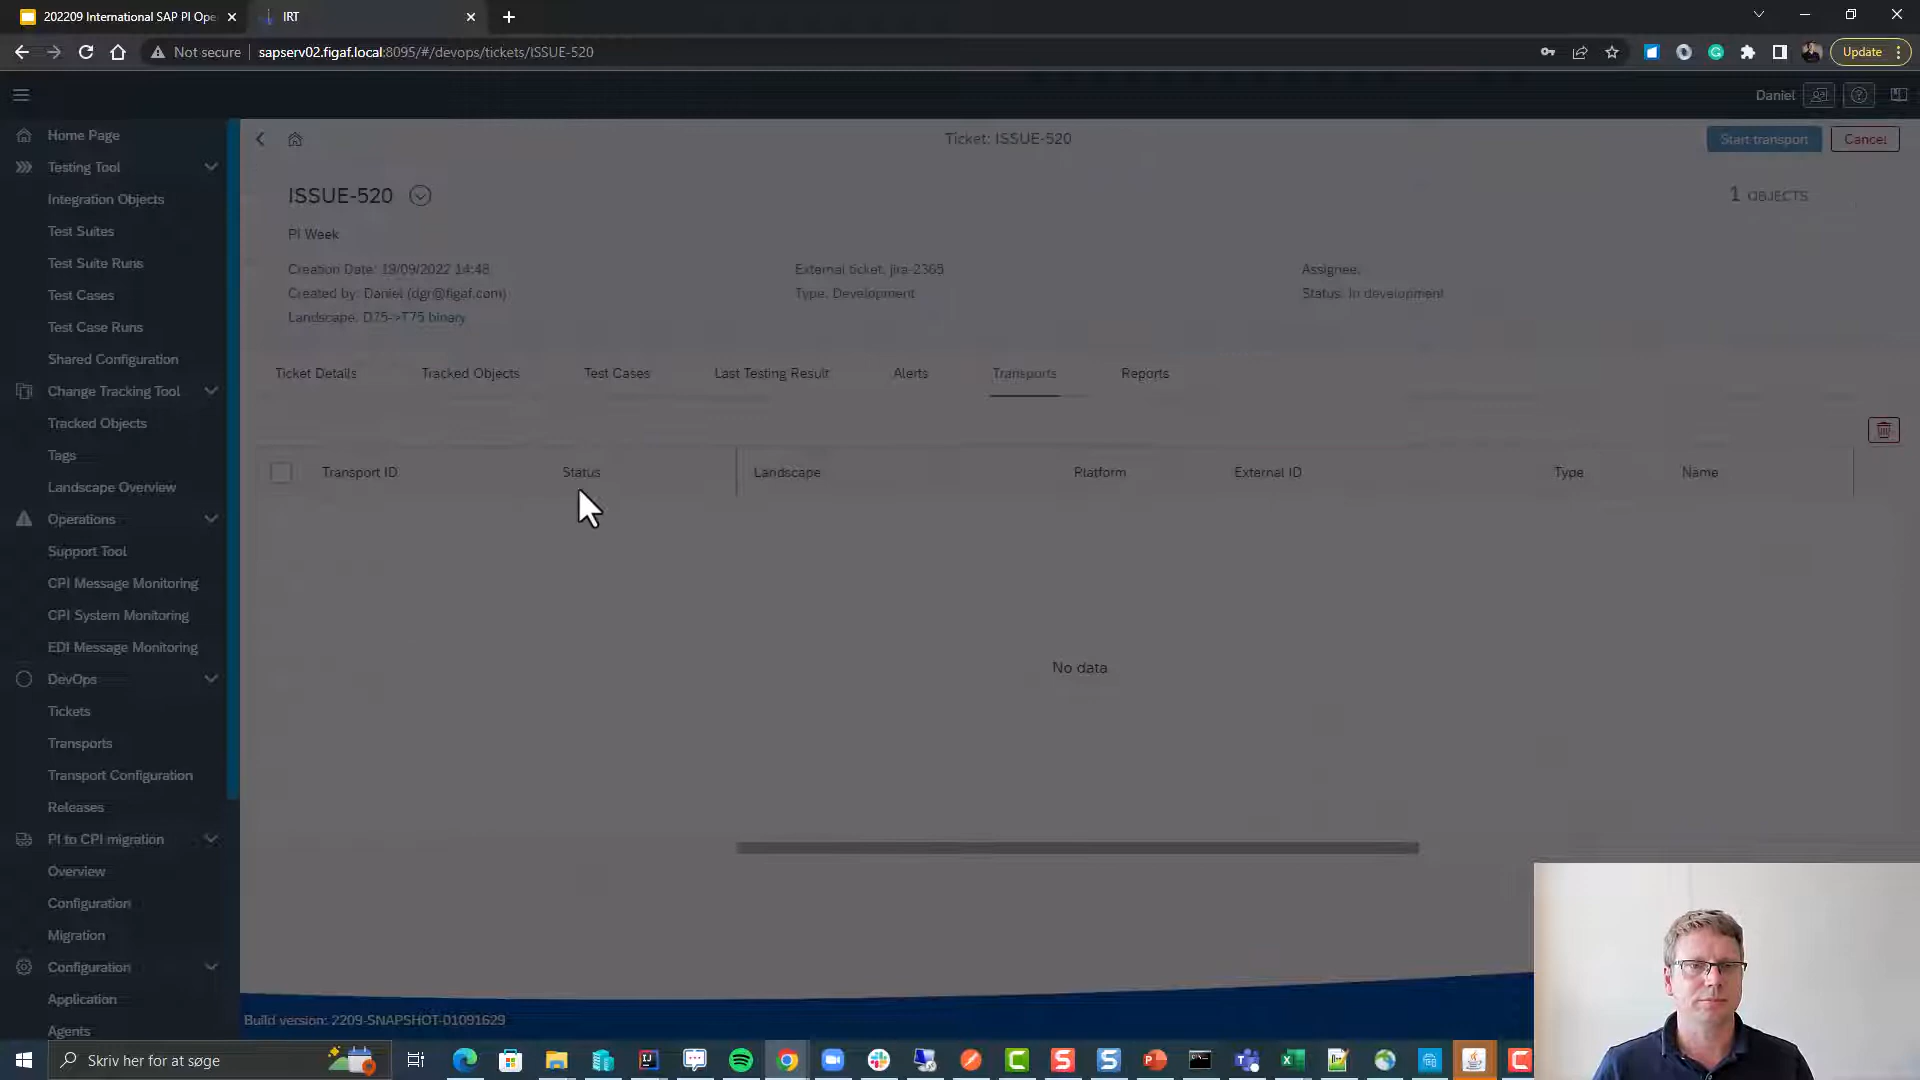 202209 International SAP PI Ope
IRT
Not secure
sapserv02.figaf.local:8095/#/devops/tickets/ISSUE-520
Update
Daniel
Home Page
Testing Tool
Integration Objects
Test Suites
Test Suite Runs
Test Cases
Test Case Runs
Shared Configuration
Change Tracking Tool
Tracked Objects
Tags
Landscape Overview
Operations
Support Tool
CPI Message Monitoring
CPI System Monitoring
EDI Message Monitoring
DevOps
Tickets
Transports
Transport Configuration
Releases
PI to CPI migration
Overview
Configuration
Migration
Configuration
Application
Agents
Ticket: ISSUE-520
Start transport
Cancel
ISSUE-520
1 OBJECTS
PI Week
Creation Date: 19/09/2022 14:48
External ticket: jira-2365
Assignee:
Created by: Daniel (dgr@figaf.com)
Type: Development
Status: In development
Landscape: D75->T75 binary
Ticket Details
Tracked Objects
Test Cases
Last Testing Result
Alerts
Transports
Reports
Transport ID
Status
Landscape
Platform
External ID
Type
Name
No data
Build version: 2209-SNAPSHOT-01091629
Skriv her for at søge